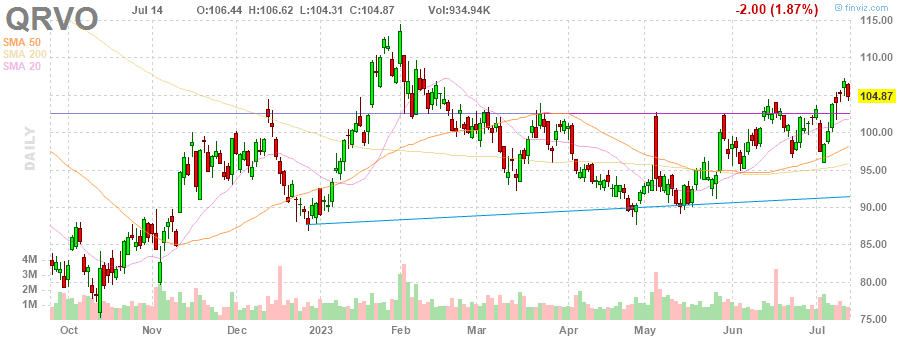 QRVO
Jul 14 O:106.44 H:106.62 L:104.31 C:104.87 Vol:934.94K
-2.00 (1.87%)
© finviz.com
SMA 50
SMA 200
SMA 20
DAILY
115.00
110.00
104.87
100.00
95.00
90.00
85.00
80.00
75.00
4M
3M
2M
1M
Oct Nov Dec 2023 Feb Mar Apr May Jun Jul